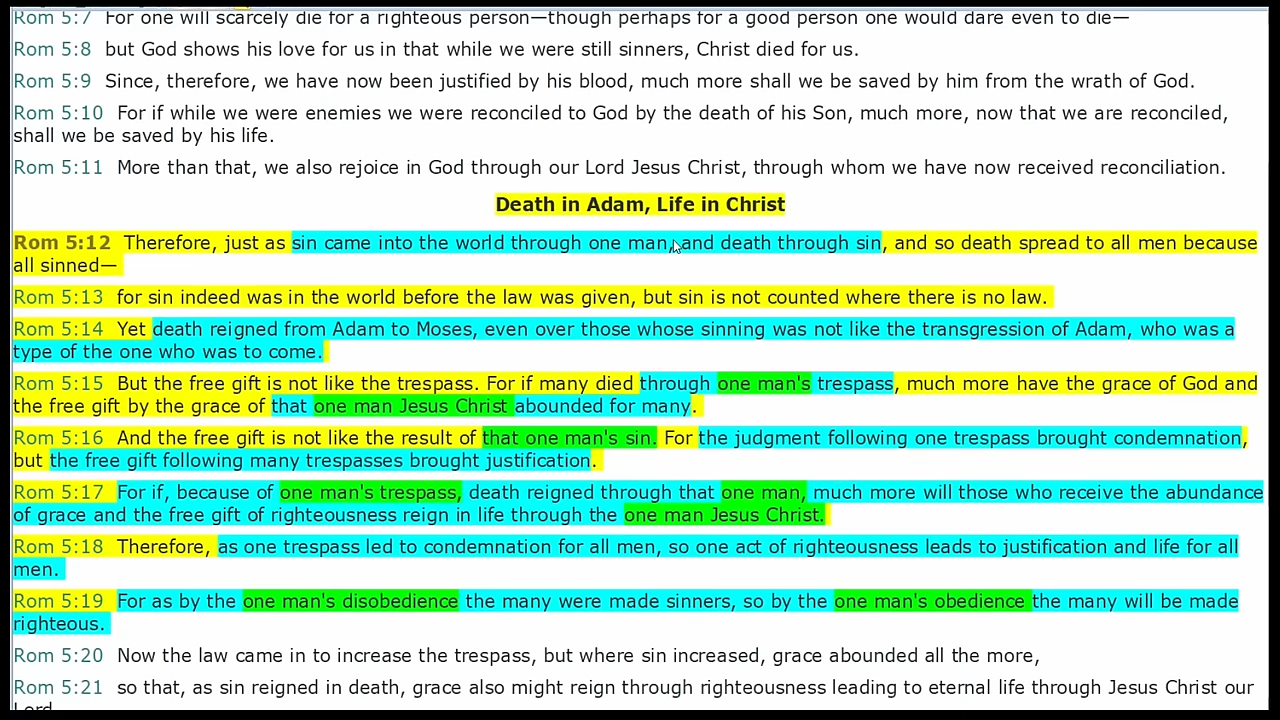 Rom 5:7 For one will scarcely die for a righteous person—though perhaps for a good person one would dare even to die—
Rom 5:8 but God shows his love for us in that while we were still sinners, Christ died for us.
Rom 5:9 Since, therefore, we have now been justified by his blood, much more shall we be saved by him from the wrath of God.
Rom 5:10 For if while we were enemies we were reconciled to God by the death of his Son, much more, now that we are reconciled,
shall we be saved by his life.
Rom 5:11 More than that, we also rejoice in God through our Lord Jesus Christ, through whom we have now received reconciliation.
Death in Adam, Life in Christ
Rom 5:12 Therefore, just as sin came into the world through one man, and death through sin, and so death spread to all men because
all sinned—
Rom 5:13 for sin indeed was in the world before the law was given, but sin is not counted where there is no law.
Rom 5:14 Yet death reigned from Adam to Moses, even over those whose sinning was not like the transgression of Adam, who was a
type of the one who was to come.
Rom 5:15 But the free gift is not like the trespass. For if many died through one man's trespass, much more have the grace of God and
the free gift by the grace of that one man Jesus Christ abounded for many.
Rom 5:16 And the free gift is not like the result of that one man's sin. For the judgment following one trespass brought condemnation,
but the free gift following many trespasses brought justification.
Rom 5:17 For if, because of one man's trespass, death reigned through that one man, much more will those who receive the abundance
of grace and the free gift of righteousness reign in life through the one man Jesus Christ.
Rom 5:18 Therefore, as one trespass led to condemnation for all men, so one act of righteousness leads to justification and life for all
men.
Rom 5:19 For as by the one man's disobedience the many were made sinners, so by the one man's obedience the many will be made
righteous.
Rom 5:20 Now the law came in to increase the trespass, but where sin increased, grace abounded all the more,
Rom 5:21 so that, as sin reigned in death, grace also might reign through righteousness leading to eternal life through Jesus Christ our
Lord